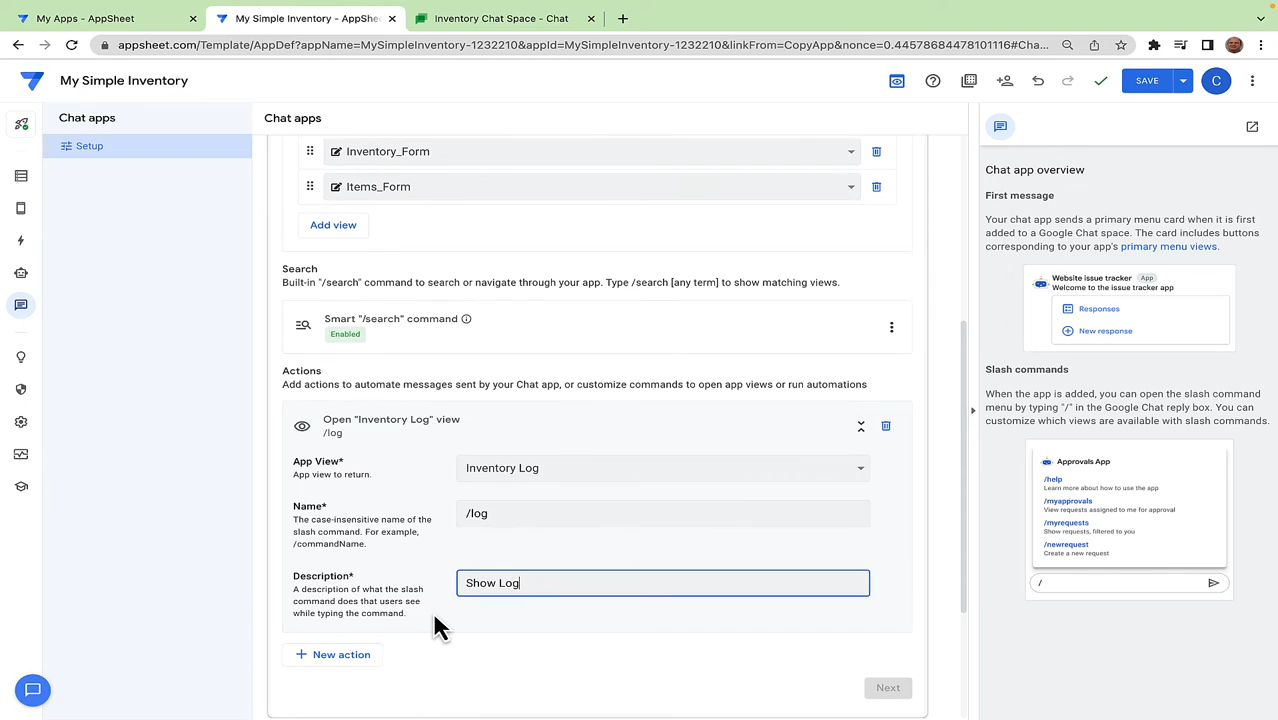 My Apps - AppSheet
My Simple Inventory - AppShe
Inventory Chat Space - Chat
appsheet.com/Template/AppDef?appName=MySimpleInventory-1232210&appId=MySimpleInventory-1232210&linkFrom=CopyApp&nonce=0.44578684478101116#Cha...
My Simple Inventory
SAVE
C
Chat apps
Setup
Chat apps
Inventory_Form
Items_Form
Add view
Search
Built-in "/search" command to search or navigate through your app. Type /search [any term] to show matching views.
Smart "/search" command
Enabled
Actions
Add actions to automate messages sent by your Chat app, or customize commands to open app views or run automations
Open "Inventory Log" view
/log
App View*
App view to return.
Inventory Log
Name*
The case-insensitive name of the
slash command. For example,
/commandName.
/log
Description*
A description of what the slash
command does that users see
while typing the command.
Show Log
New action
Next
Chat app overview
First message
Your chat app sends a primary menu card when it is first
added to a Google Chat space. The card includes buttons
corresponding to your app's primary menu views.
Website issue tracker App
Welcome to the issue tracker app
Responses
New response
Slash commands
When the app is added, you can open the slash command
menu by typing "/" in the Google Chat reply box. You can
customize which views are available with slash commands.
Approvals App
/help
Learn more about how to use the app
/myapprovals
View requests assigned to me for approval
/myrequests
Show requests, filtered to you
/newrequest
Create a new request
/